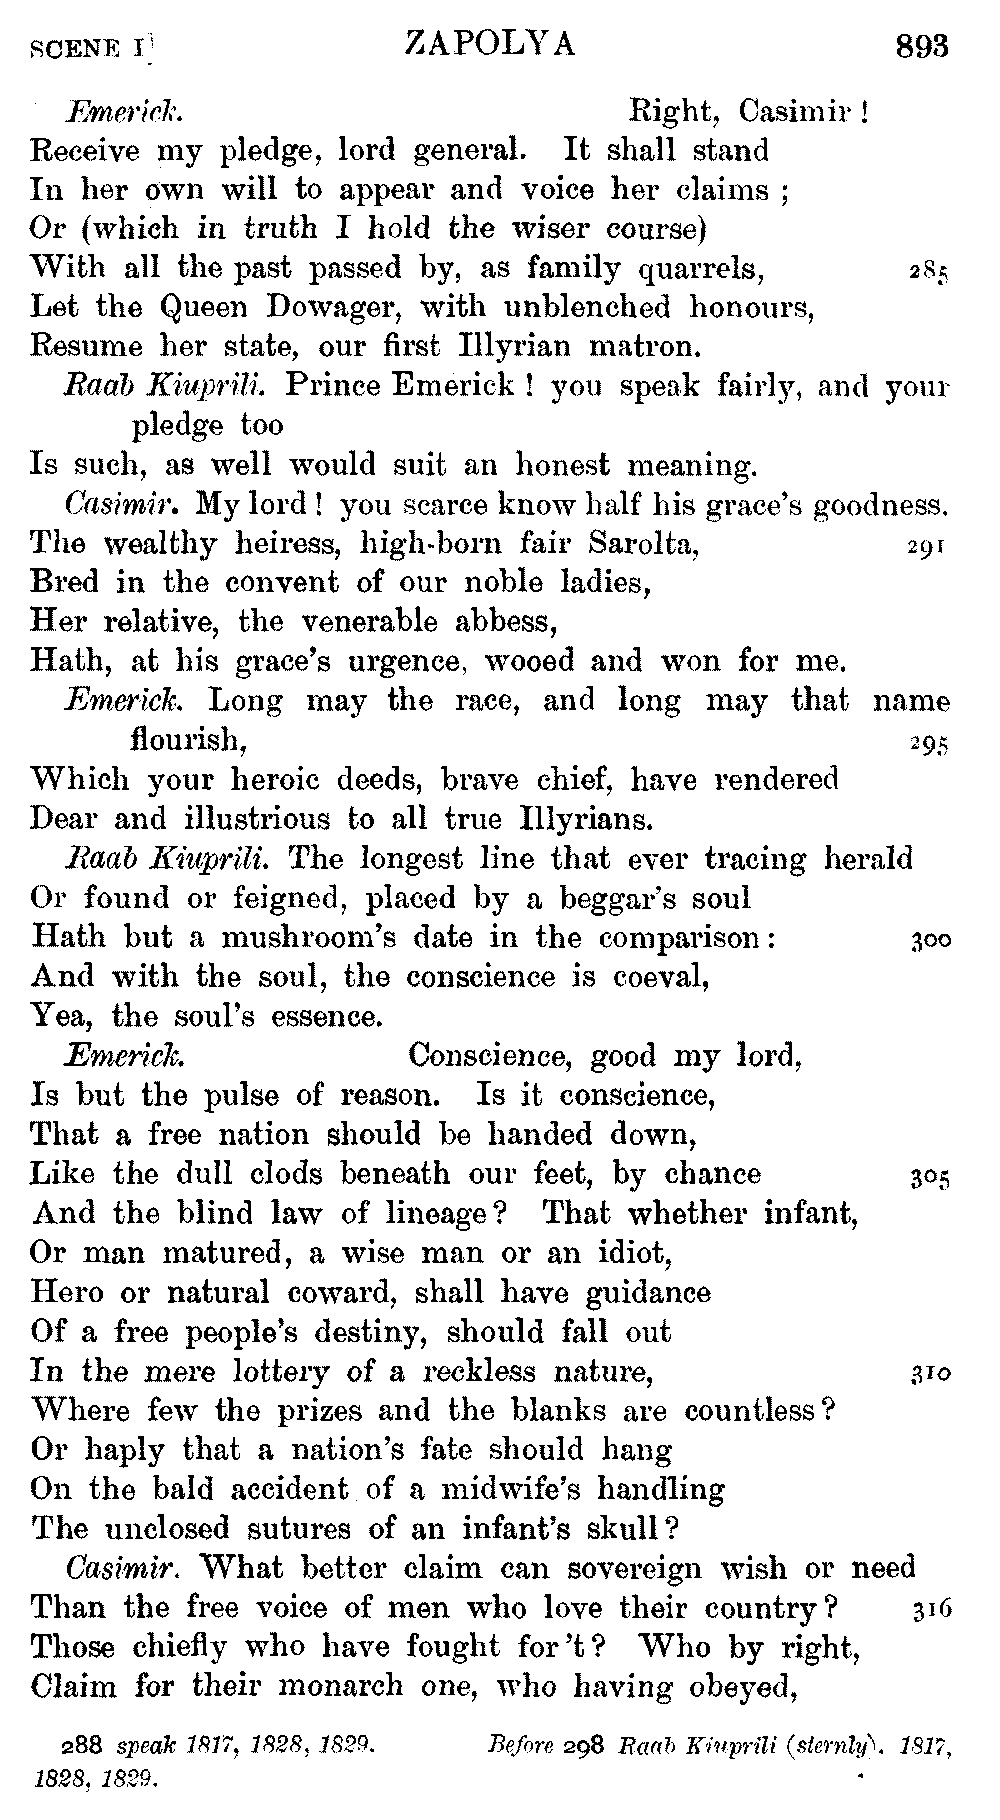 SCENE I ZAPOLYA 893
Emerick. Right, Casimir !
Receive my pledge, lord general. It shall stand
In her own will to appear and voice her claims ;
Or (which in truth I hold the wiser course)
With all the past passed by, as family quarrels, 285
Let the Queen Dowager, with unblenched honours,
Resume her state, our first Illyrian matron.
Raab Kiuprili. Prince Emerick ! you speak fairly, and your
pledge too
Is such, as well would suit an honest meaning.
Casimir. My lord ! you scarce know half his grace's goodness.
The wealthy heiress, high-born fair Sarolta, 291
Bred in the convent of our noble ladies,
Her relative, the venerable abbess,
Hath, at his grace's urgence, wooed and won for me.
Emerick. Long may the race, and long may that name
flourish, 295
Which your heroic deeds, brave chief, have rendered
Dear and illustrious to all true Illyrians.
Raab Kiuprili. The longest line that ever tracing herald
Or found or feigned, placed by a beggar's soul
Hath but a mushroom's date in the comparison : 300
And with the soul, the conscience is coeval,
Yea, the soul's essence.
Emerick. Conscience, good my lord,
Is but the pulse of reason. Is it conscience,
That a free nation should be handed down,
Like the dull clods beneath our feet, by chance 305
And the blind law of lineage? That whether infant,
Or man matured, a wise man or an idiot,
Hero or natural coward, shall have guidance
Of a free people's destiny, should fall out
In the mere lottery of a reckless nature, 310
Where few the prizes and the blanks are countless?
Or haply that a nation's fate should hang
On the bald accident of a midwife's handling
The unclosed sutures of an infant's skull?
Casimir. What better claim can sovereign wish or need
Than the free voice of men who love their country? 316
Those chiefly who have fought for 't? Who by right,
Claim for their monarch one, who having obeyed,
288 speak 1817, 1828, 1829. Before 298 Raab Kiuprili (sternly). 1817,
1828, 1829.